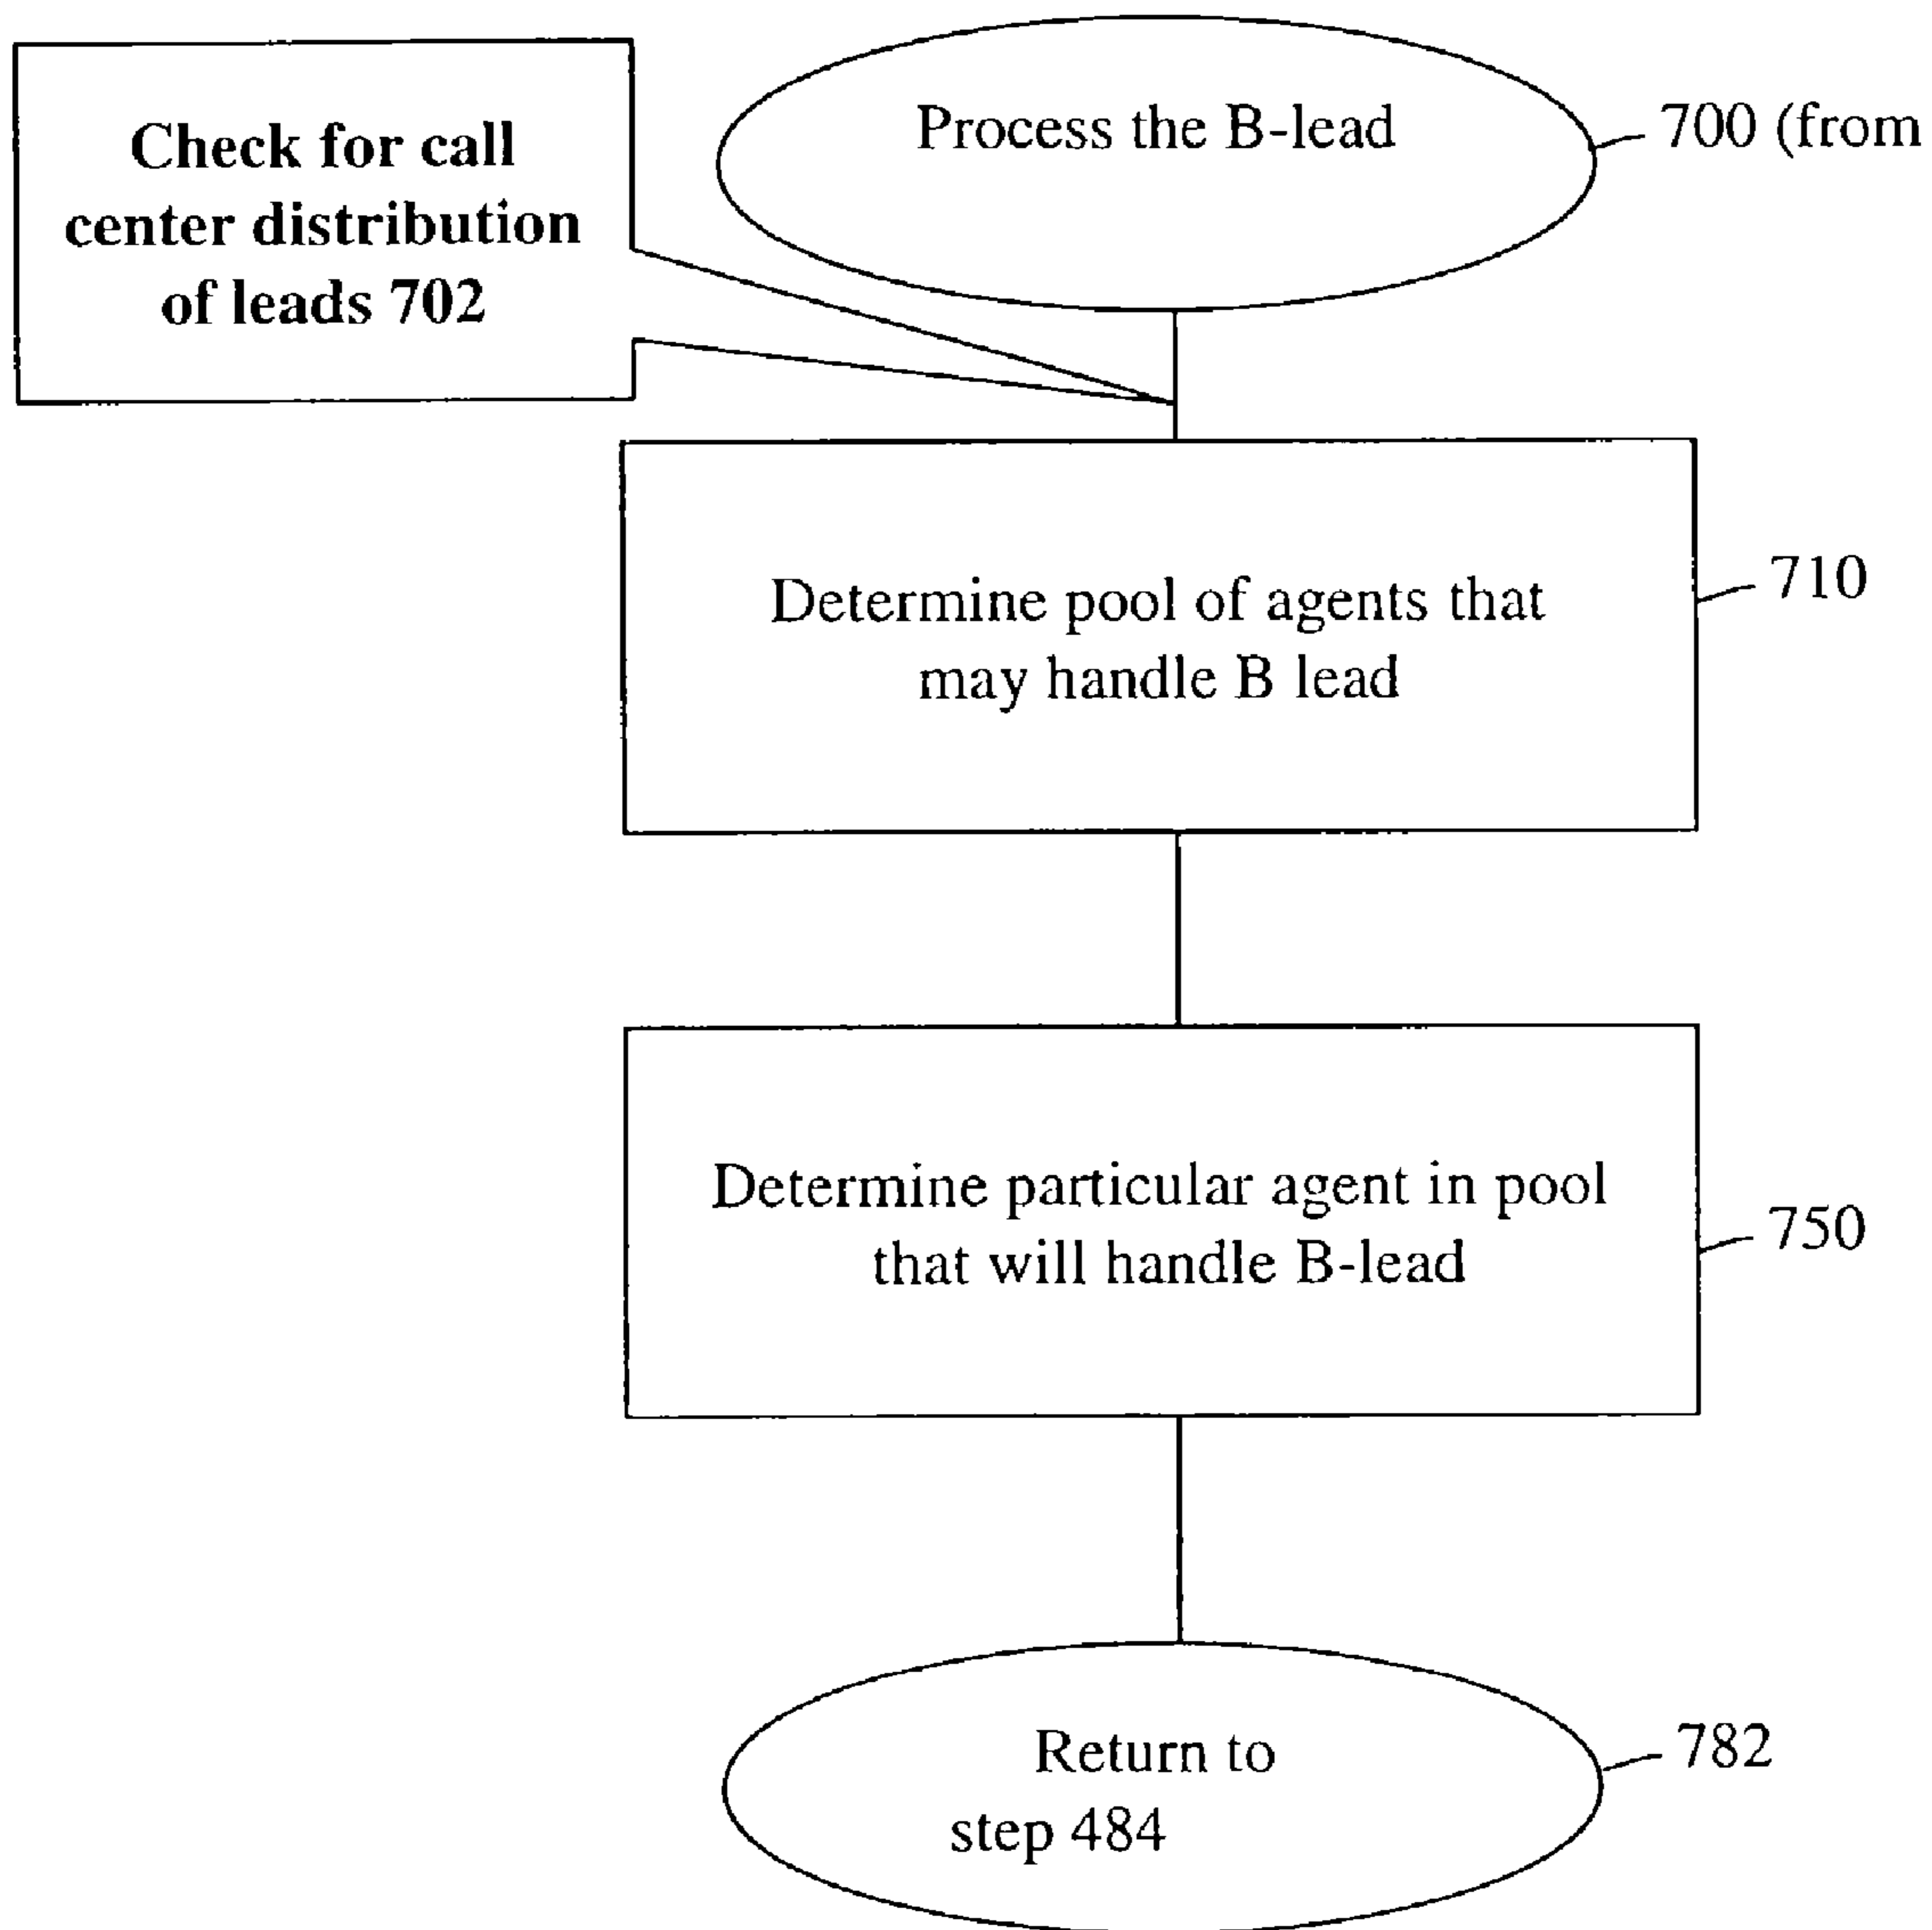 Check for call
center distribution
of leads 702
Process the B-lead
700 (from
Determine pool of agents that
may handle B lead
710
Determine particular agent in pool
that will handle B-lead
750
Return to
step 484
782